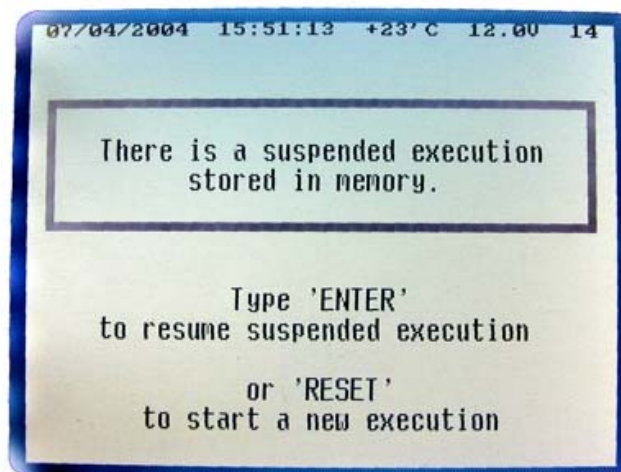 07/04/2004 15:51:13 +23'C 12.0V 14
There is a suspended execution
stored in memory.
Type 'ENTER'
to resume suspended execution
or 'RESET'
to start a new execution